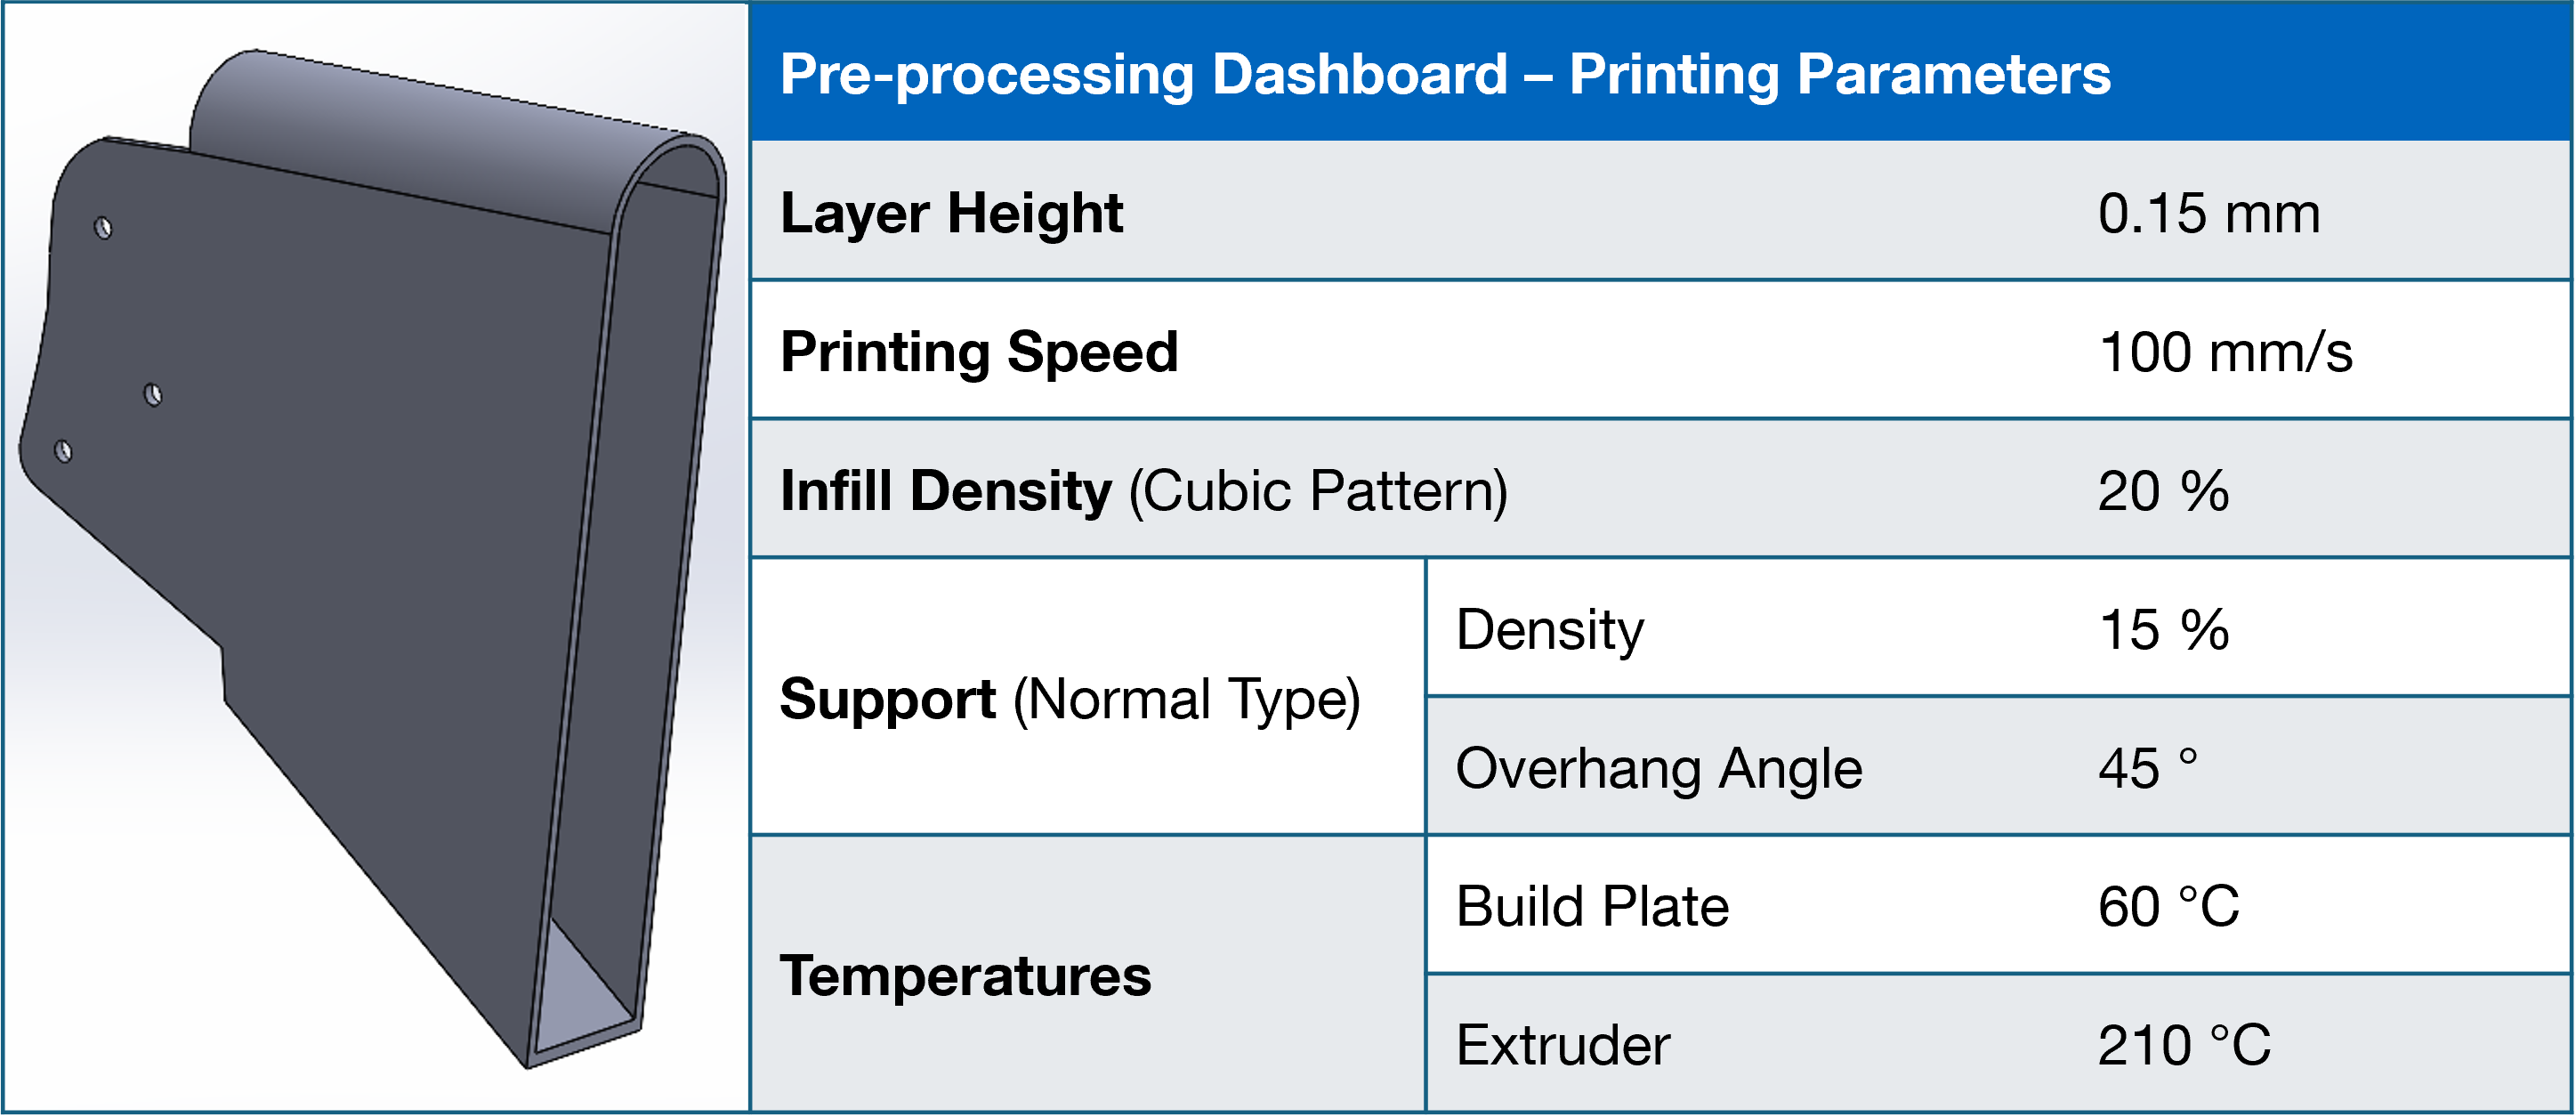 Pre-processing Dashboard – Printing Parameters
Layer Height 0.15 mm
Printing Speed 100 mm/s
Infill Density (Cubic Pattern) 20 %
Support (Normal Type)
Density 15 %
Overhang Angle 45 °
Temperatures
Build Plate 60 °C
Extruder 210 °C